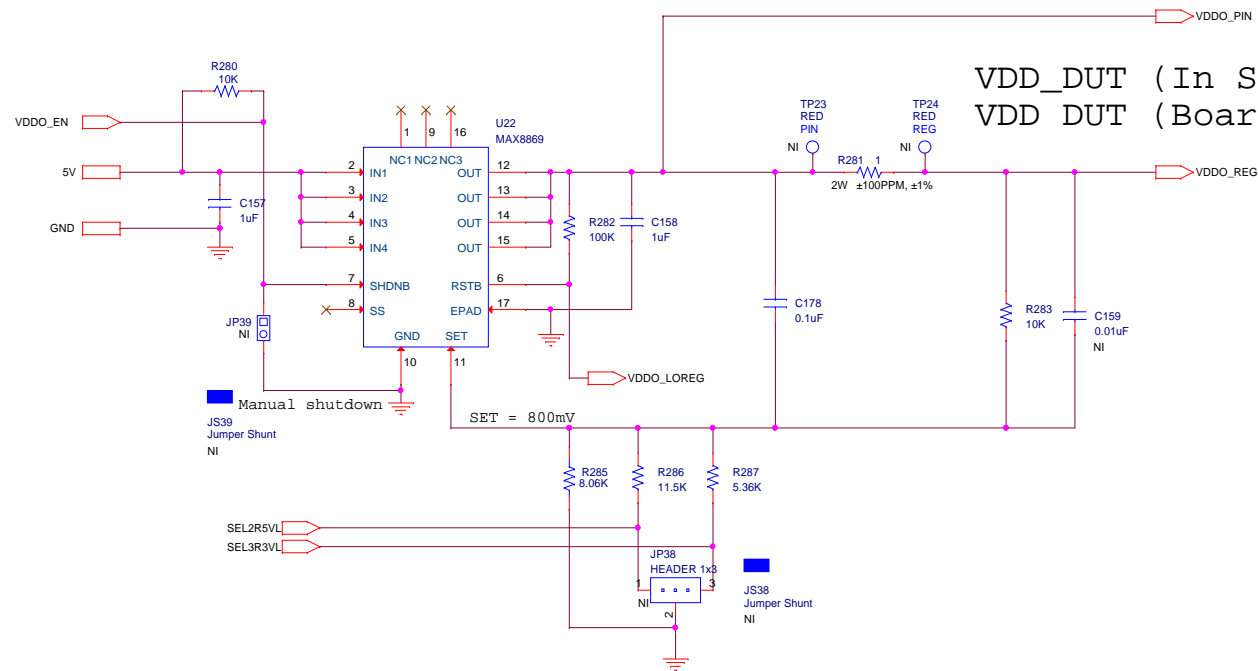 VDDO_PIN
R280
10K
VDD_DUT (In S
VDD DUT (Boar
TP23
RED
PIN
NI
TP24
RED
REG
NI
VDDO_EN
U22
MAX8869
1
9
16
NC1
NC2
NC3
5V
2
IN1
OUT
12
R281
1
2W ±100PPM, ±1%
VDDO_REG
3
IN2
OUT
13
C157
1uF
4
IN3
OUT
14
R282
100K
C158
1uF
GND
5
IN4
OUT
15
7
SHDNB
RSTB
6
8
SS
EPAD
17
C178
0.1uF
R283
10K
C159
0.01uF
NI
JP39
NI
GND
SET
10
11
VDDO_LOREG
Manual shutdown
SET = 800mV
JS39
Jumper Shunt
NI
R285
8.06K
R286
11.5K
R287
5.36K
SEL2R5VL
SEL3R3VL
JP38
HEADER 1x3
1
3
NI
2
JS38
Jumper Shunt
NI